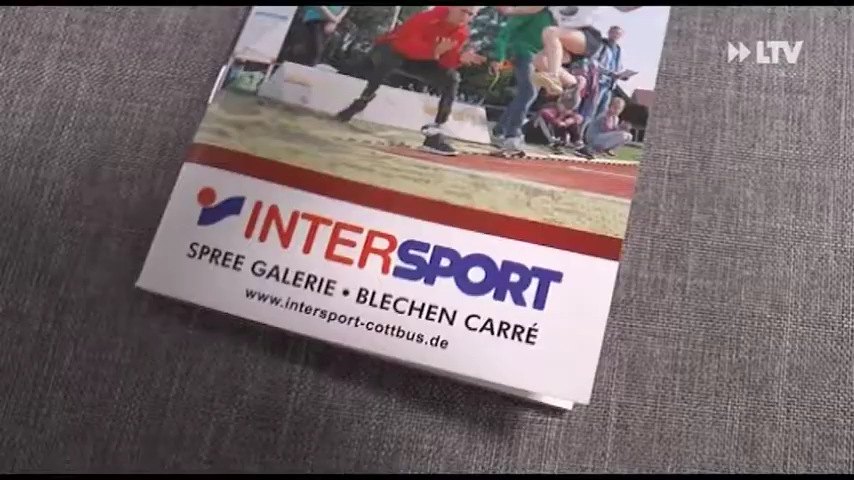 LTV
INTERSPORT
SPREE GALERIE • BLECHEN CARRÉ
www.intersport-cottbus.de